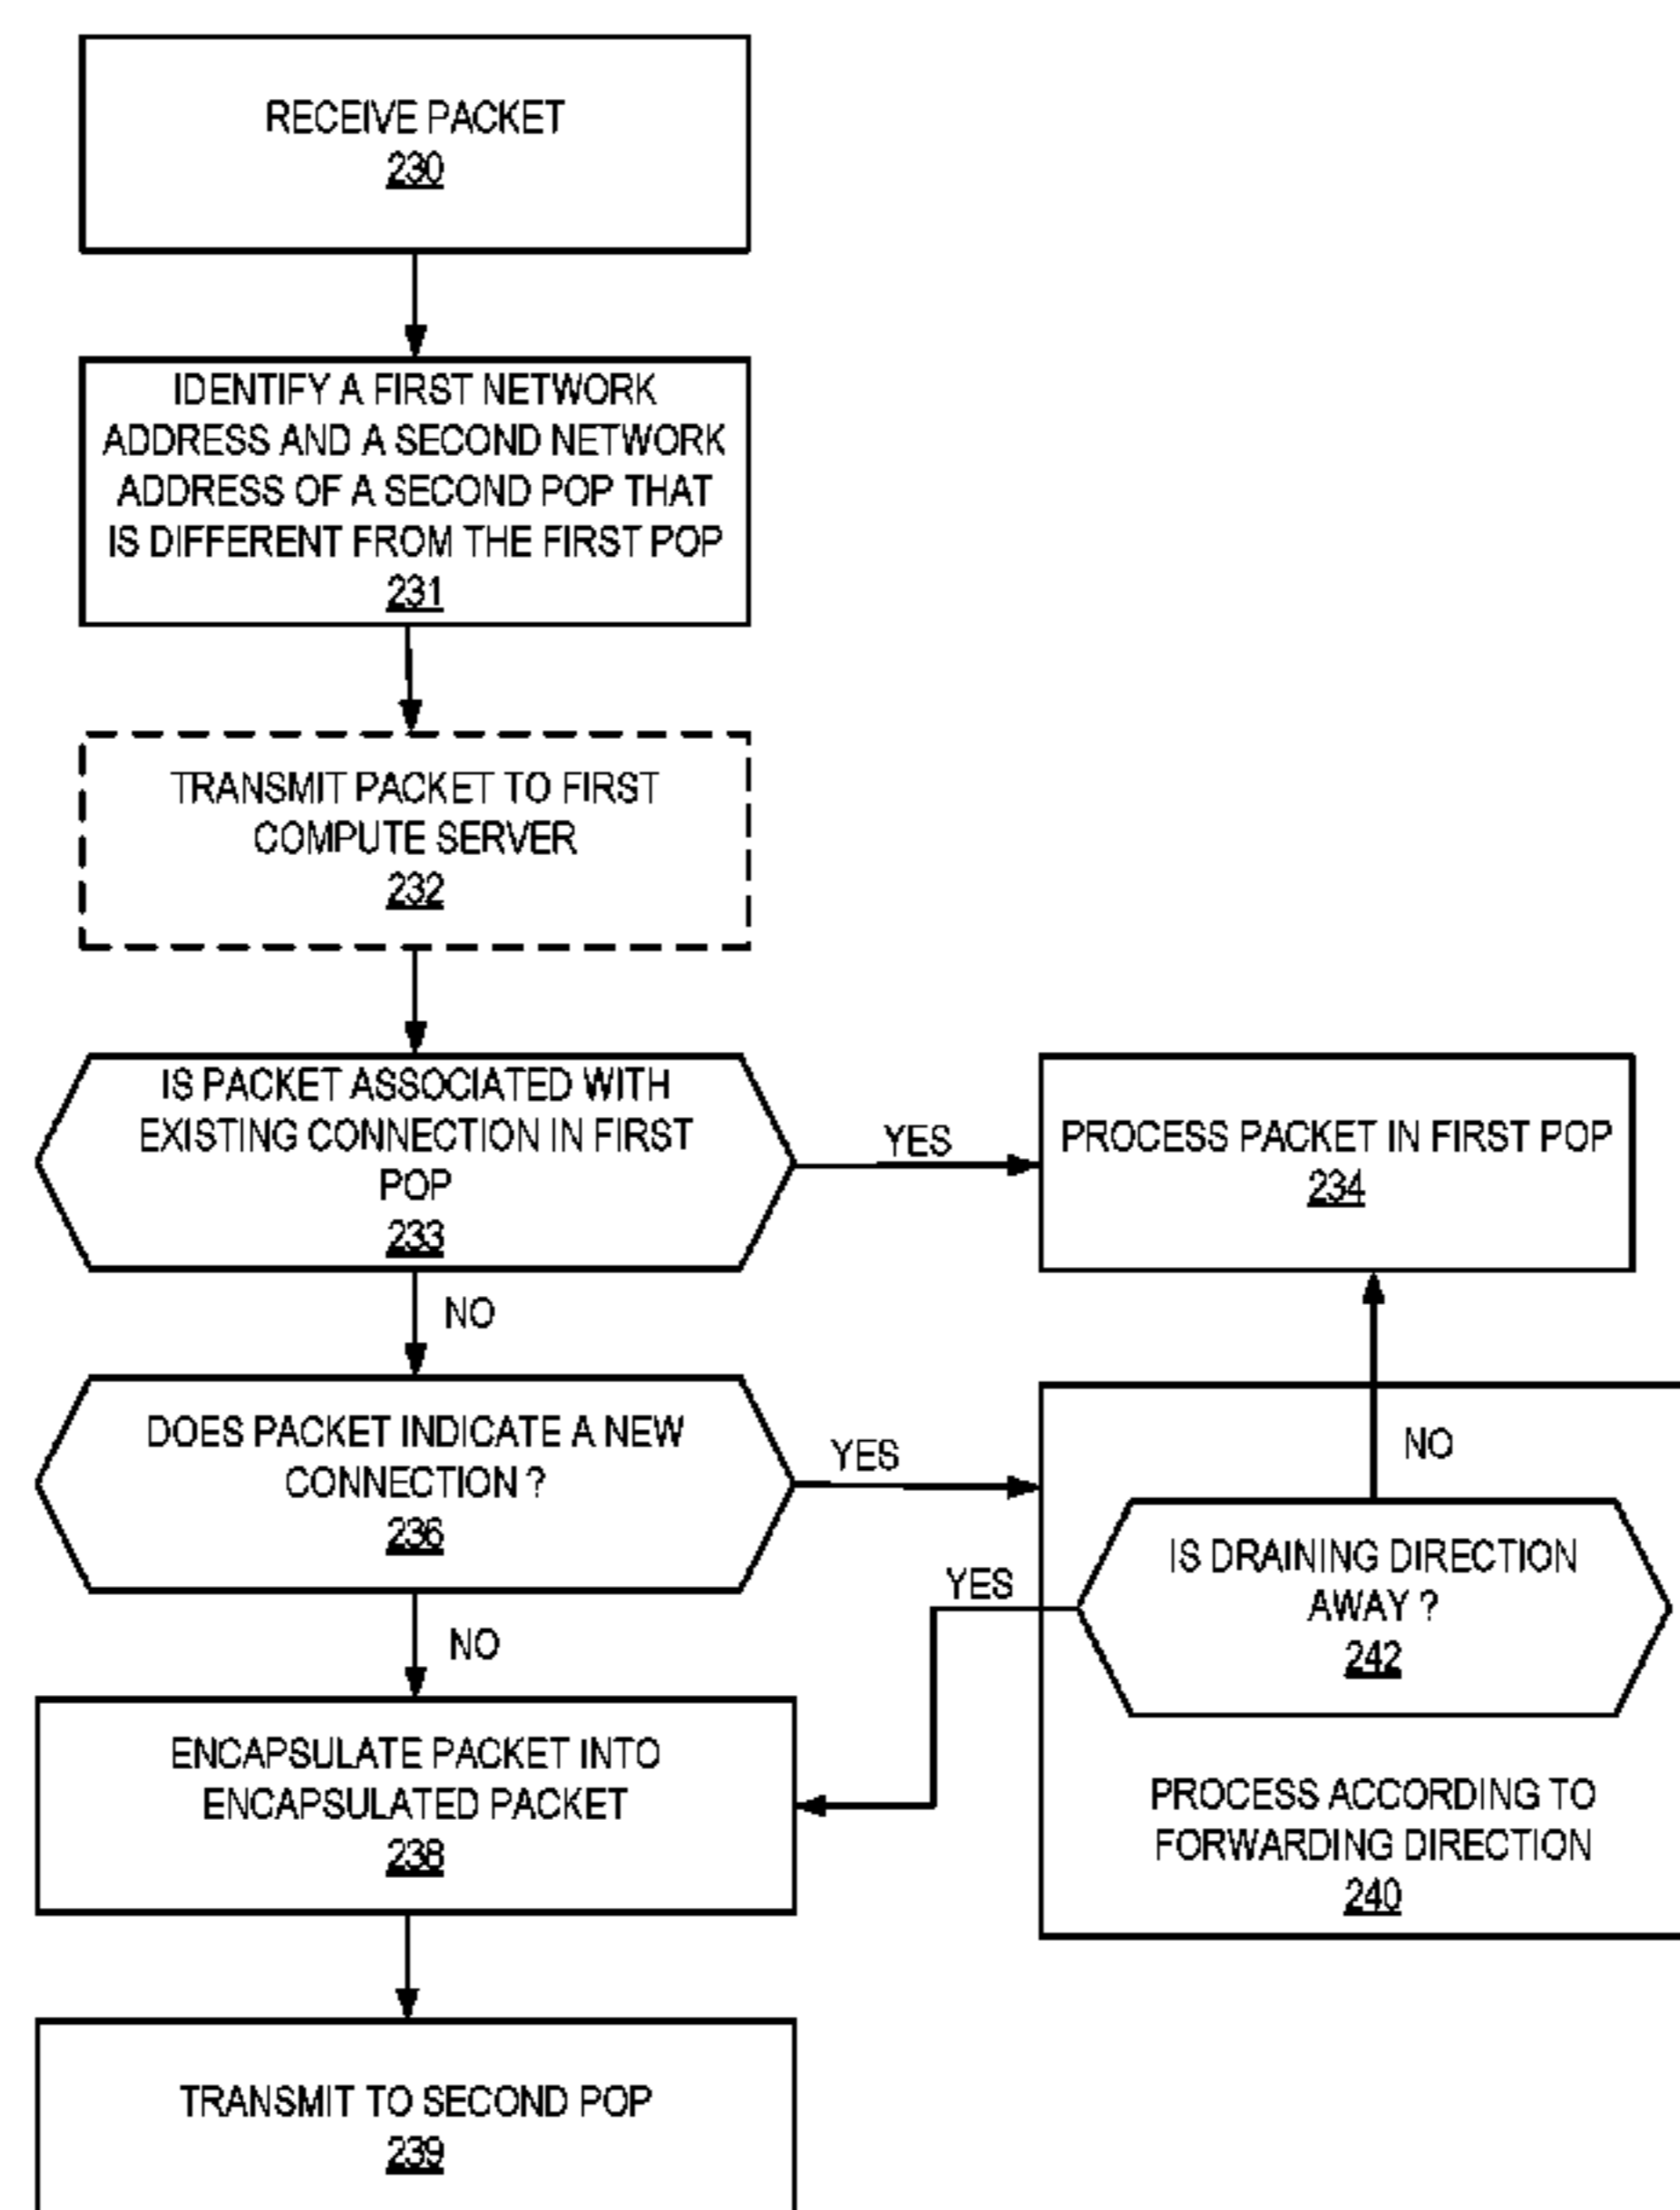 RECEIVE PACKET
230
IDENTIFY A FIRST NETWORK
ADDRESS AND A SECOND NETWORK
ADDRESS OF A SECOND POP THAT
IS DIFFERENT FROM THE FIRST POP
231
TRANSMIT PACKET TO FIRST
COMPUTE SERVER
232
IS PACKET ASSOCIATED WITH
EXISTING CONNECTION IN FIRST
POP
233
YES
PROCESS PACKET IN FIRST POP
234
NO
DOES PACKET INDICATE A NEW
CONNECTION ?
236
YES
NO
IS DRAINING DIRECTION
AWAY ?
242
YES
NO
ENCAPSULATE PACKET INTO
ENCAPSULATED PACKET
238
PROCESS ACCORDING TO
FORWARDING DIRECTION
240
TRANSMIT TO SECOND POP
239